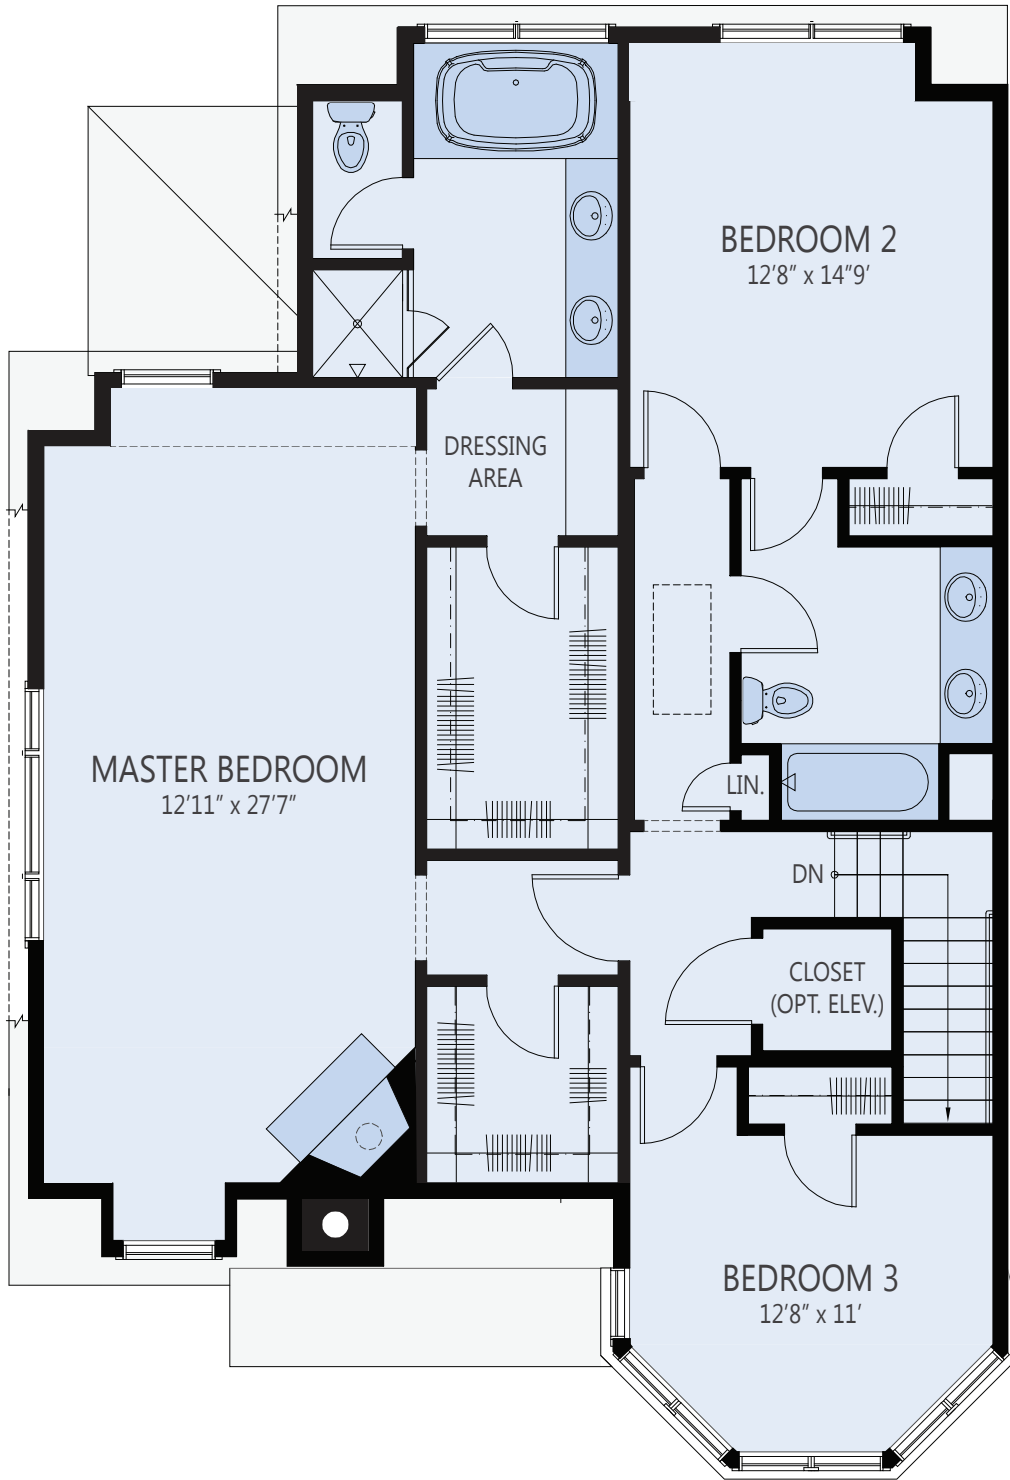 BEDROOM 2
12'8" x 14"9'
DRESSING
AREA
MASTER BEDROOM
12'11" x 27'7"
LIN.
DN
CLOSET
(OPT. ELEV.)
BEDROOM 3
12'8" x 11'